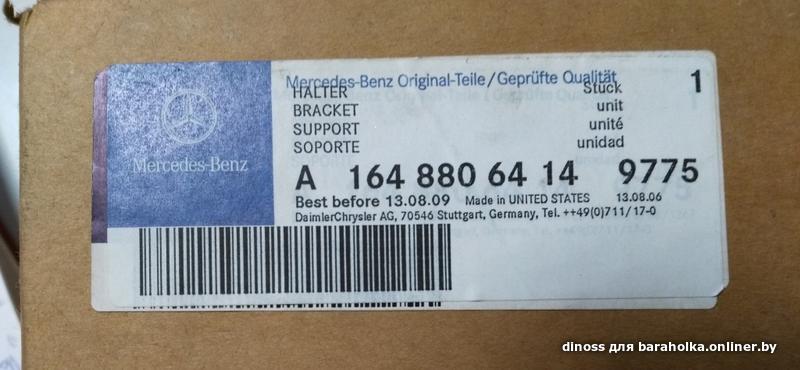 Mercedes-Benz Original-Teile/Geprüfte Qualität
HALTER Stück 1
BRACKET unit
SUPPORT unité
SOPORTE unidad
Mercedes-Benz
A 164 880 64 14 9775
Best before 13.08.09 Made in UNITED STATES 13.08.06
DaimlerChrysler AG, 70546 Stuttgart, Germany, Tel. ++49(0)711/17-0
dinoss для baraholka.onliner.by